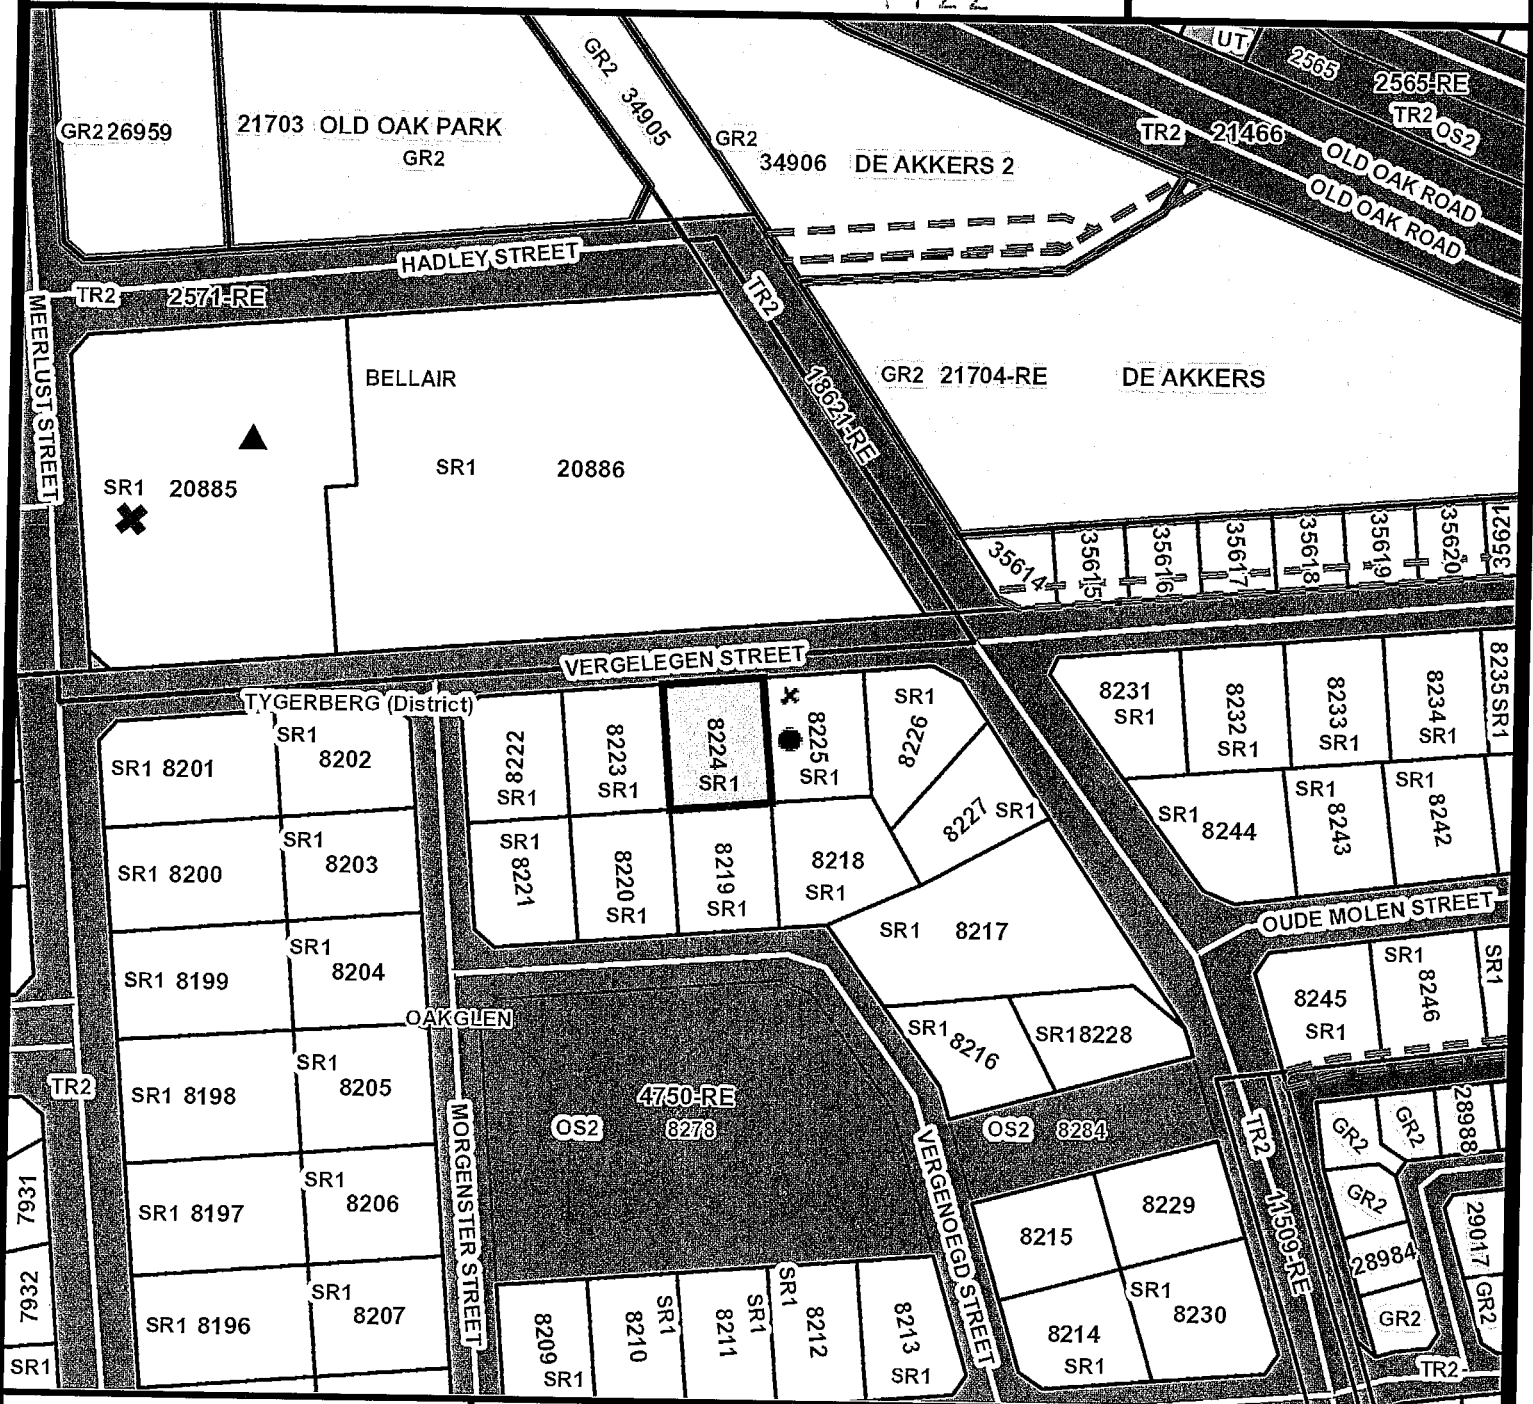 UT
2565
2565-RE
TR2
OS2
GR2
34905
GR2 26959
21703 OLD OAK PARK
GR2
GR2
34906 DE AKKERS 2
TR2
21466
OLD OAK ROAD
OLD OAK ROAD
HADLEY STREET
TR2
2571-RE
TR2
MEERLUST STREET
BELLAIR
18621-RE
GR2 21704-RE
DE AKKERS
SR1 20885
SR1
20886
35614
35615
35616
35617
35618
35619
35620
35621
VERGELEGEN STREET
TYGERBERG (District)
SR1 8201
SR1
8202
8222
SR1
8223
SR1
8224
SR1
8225
SR1
SR1
8226
8227
SR1
8231
SR1
8232
SR1
8233
SR1
8234
SR1
8235 SR1
SR1 8200
SR1
8203
SR1
8221
8220
SR1
8219
SR1
8218
SR1
SR1
8244
SR1
8243
SR1
8242
OUDE MOLEN STREET
SR1
8217
SR1 8199
SR1
8204
OAKGLEN
SR1
8216
SR1 8228
8245
SR1
SR1
8246
SR1
TR2
SR1 8198
SR1
8205
4750-RE
OS2
8278
OS2
8284
MORGENSTER STREET
VERGENOEGD STREET
TR2
11509-RE
GR2
GR2
28988
GR2
28984
GR2
29017
GR2
7931
SR1 8197
SR1
8206
8215
8229
7932
SR1
SR1 8196
SR1
8207
8209
SR1
8210
SR1
8211
SR1
SR1
8212
8213
SR1
8214
SR1
SR1
8230
TR2